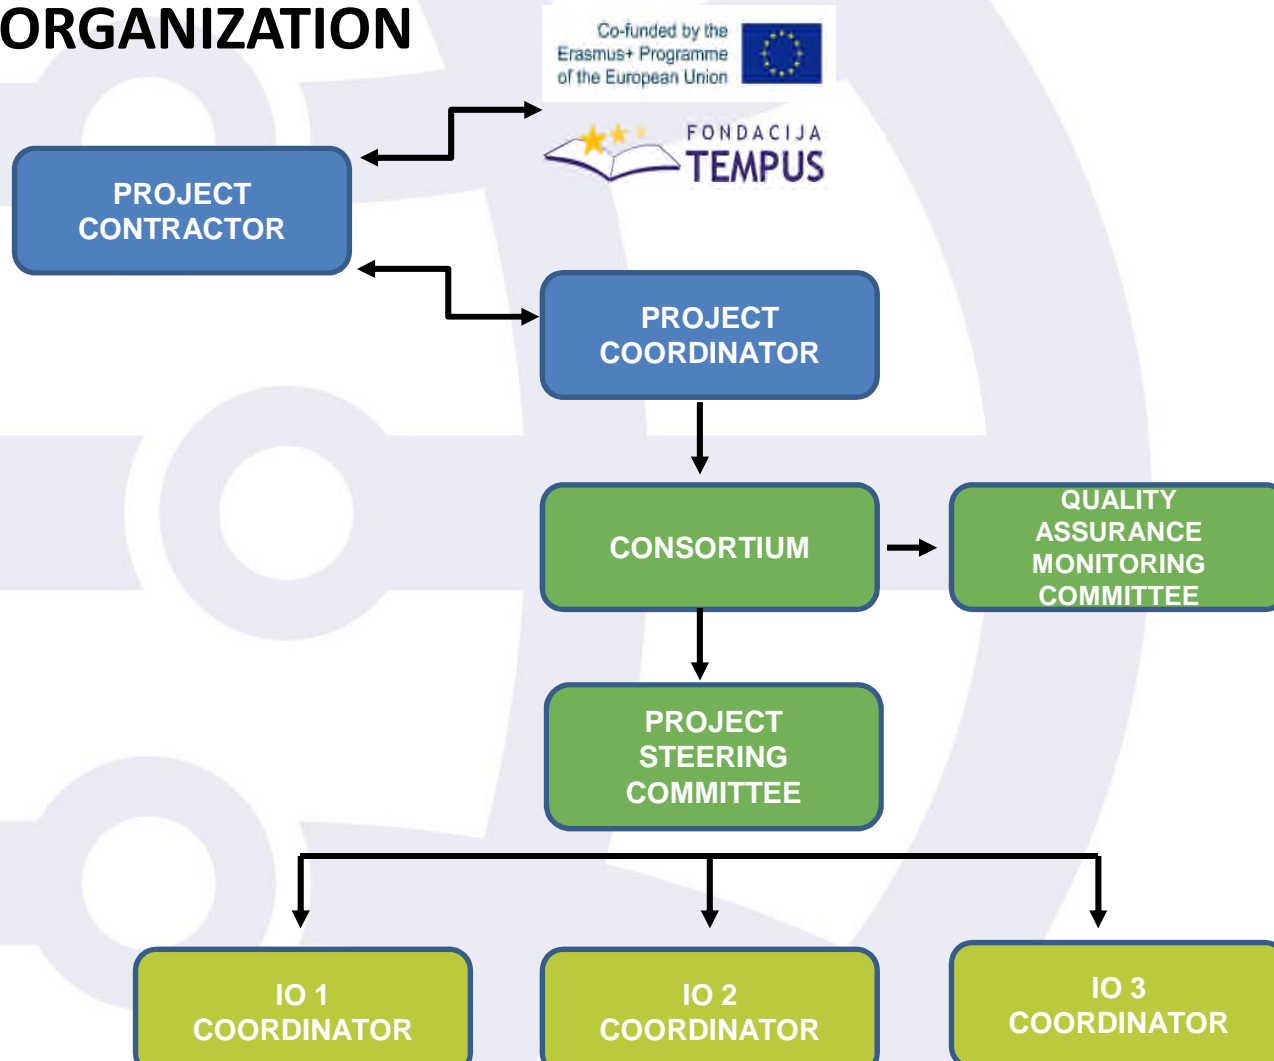 ORGANIZATION
Co-funded by the
Erasmus+ Programme
of the European Union
FONDACIJA
TEMPUS
PROJECT
CONTRACTOR
PROJECT
COORDINATOR
CONSORTIUM
QUALITY
ASSURANCE
MONITORING
COMMITTEE
PROJECT
STEERING
COMMITTEE
IO 1
COORDINATOR
IO 2
COORDINATOR
IO 3
COORDINATOR